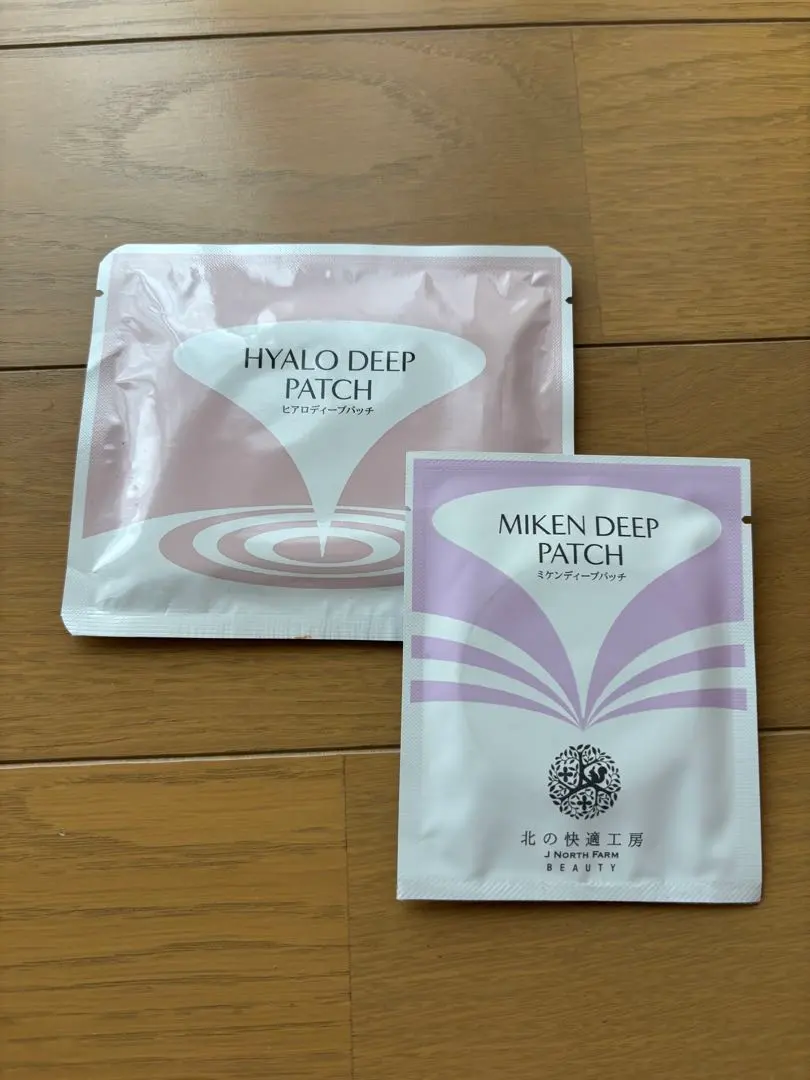 HYALO DEEP
PATCH
ヒアロディープパッチ
MIKEN DEEP
PATCH
ミケンディープパッチ
北の快適工房
J NORTH FARM
BEAUTY